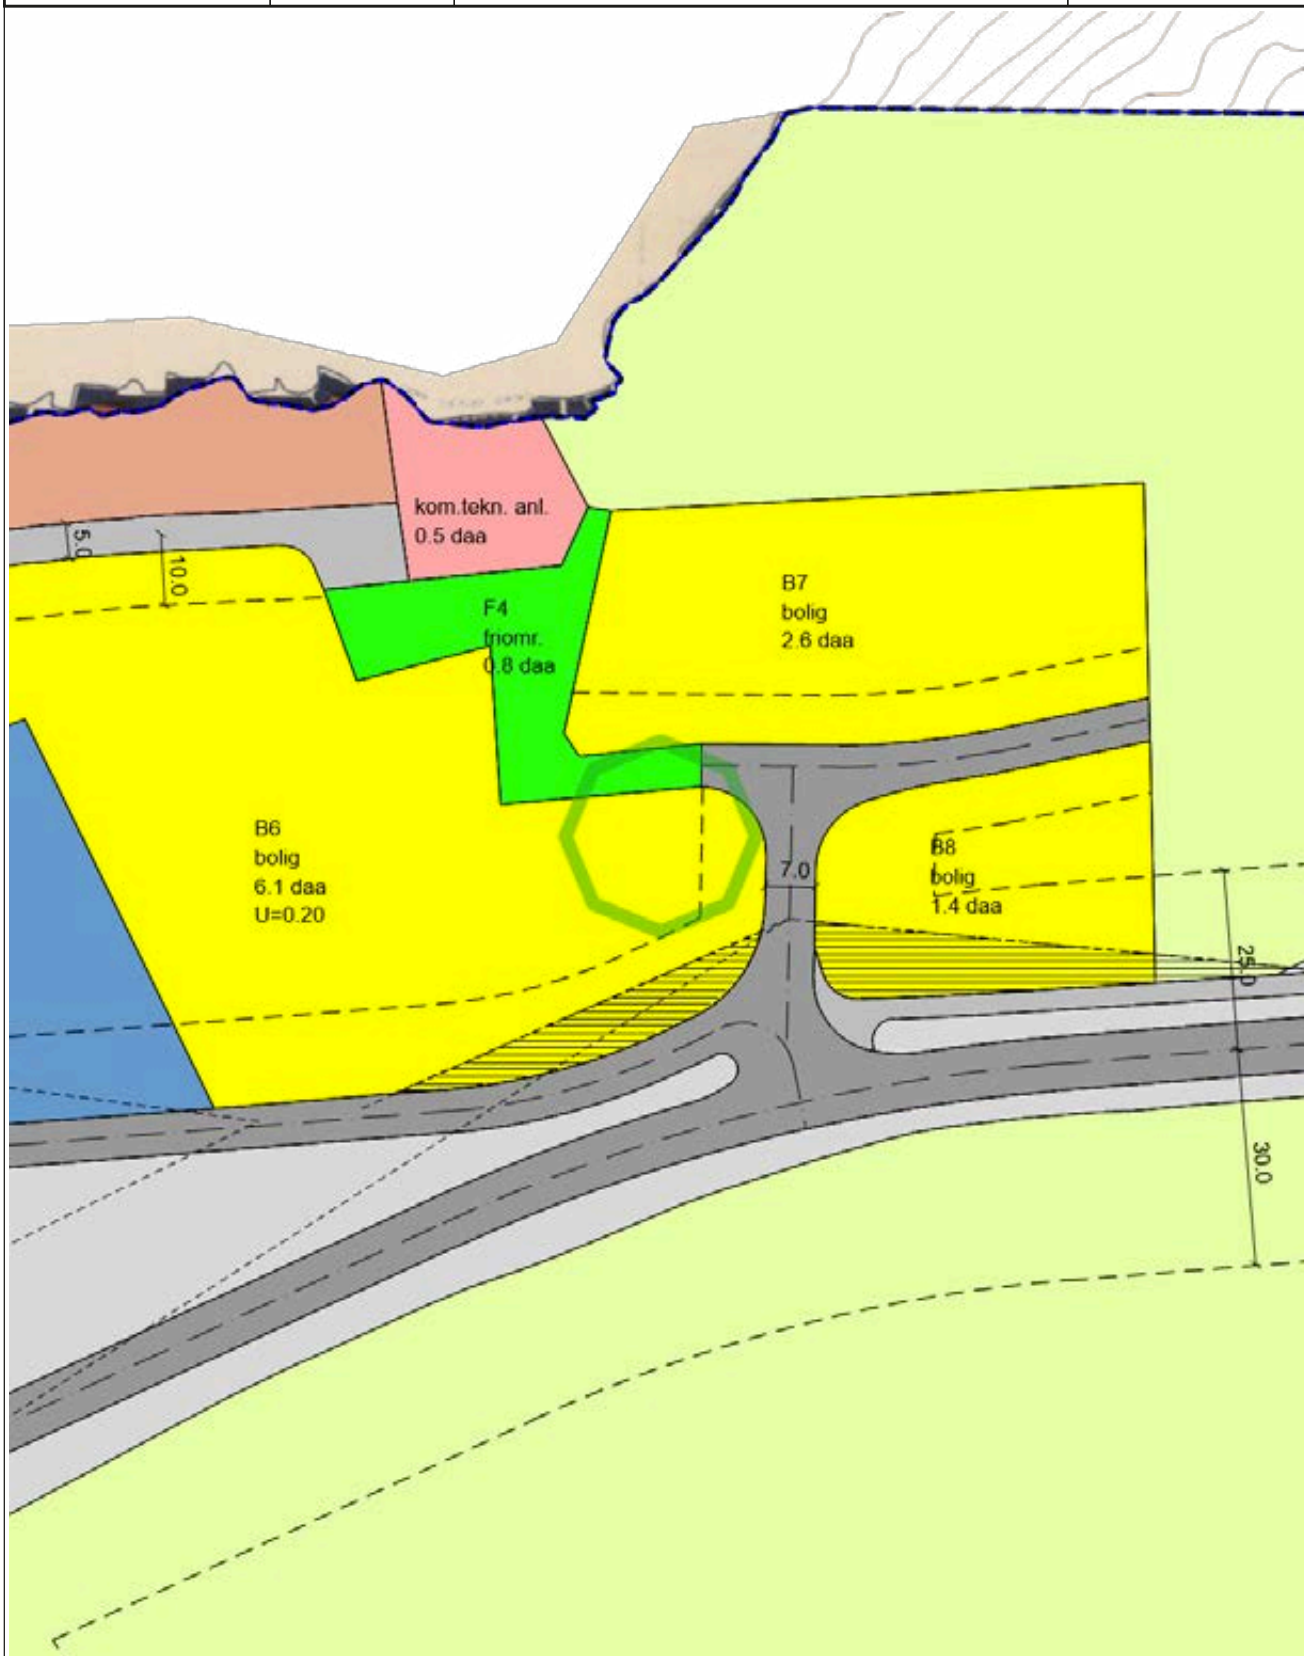 kom.tekn. anl.
0.5 daa
5.0
10.0
B7
bolig
2.6 daa
F4
friomr.
0.8 daa
B6
bolig
6.1 daa
U=0.20
7.0
B8
bolig
1.4 daa
25.0
30.0